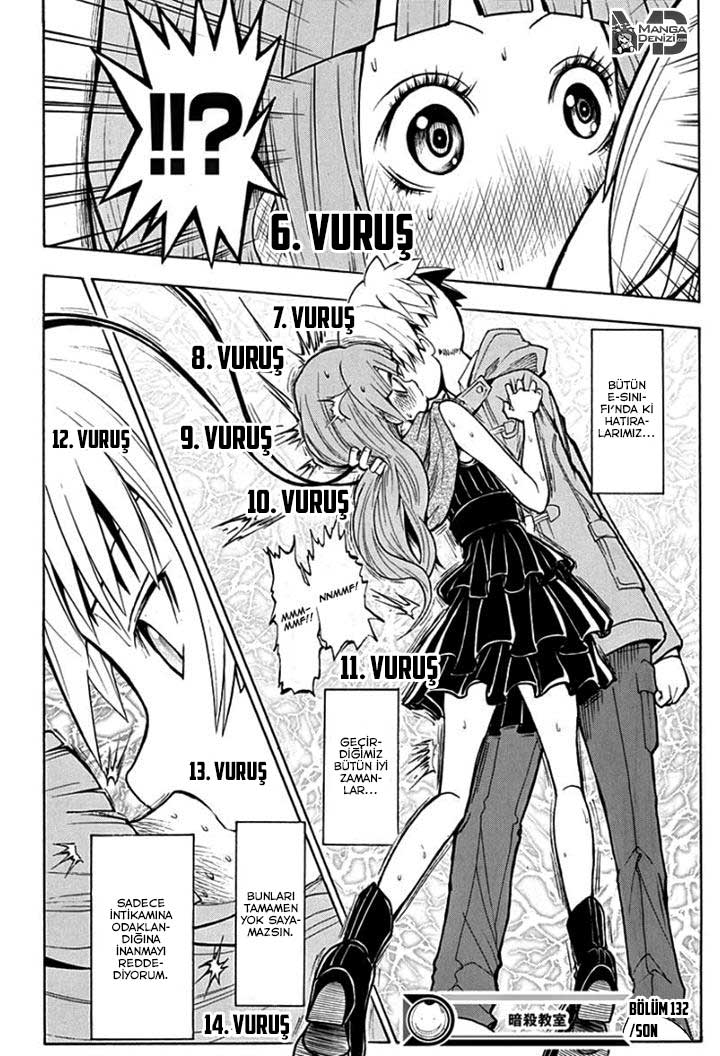 MANGA
DENIZI
!!?
6. VURUŞ
7. VURUŞ
8. VURUŞ
BÜTÜN
E-SINI-
FI'NDA Kİ
HATIRA-
LARIMIZ...
9. VURUŞ
12. VURUŞ
10. VURUŞ
NNMMF!
MMM-
MMF!!
11. VURUŞ
GEÇİR-
DİĞİMİZ
BÜTÜN İYİ
ZAMAN-
LAR...
13. VURUŞ
BUNLARI
TAMAMEN
YOK SAYA-
MAZSIN.
SADECE
İNTİKAMINA
ODAKLAN-
DIĞINA
İNANMAYI
REDDE-
DİYORUM.
14. VURUŞ
暗殺教室
BÖLÜM 132
/SON